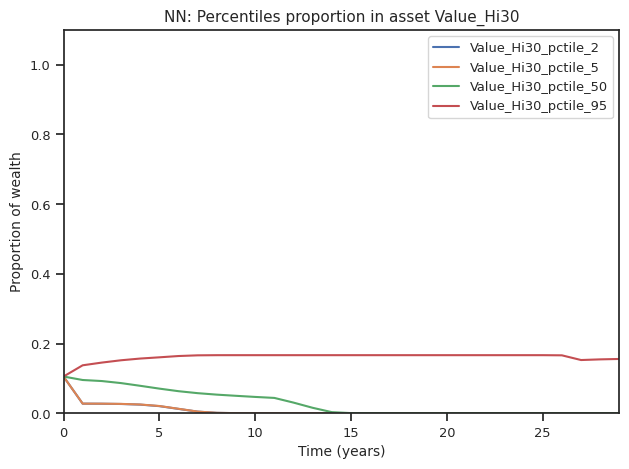 NN: Percentiles proportion in asset Value_Hi30
Value_Hi30_pctile_2
Value_Hi30_pctile_5
Value_Hi30_pctile_50
Value_Hi30_pctile_95
Proportion of wealth
1.0
0.8
0.6
0.4
0.2
0.0
0 5 10 15 20 25
Time (years)